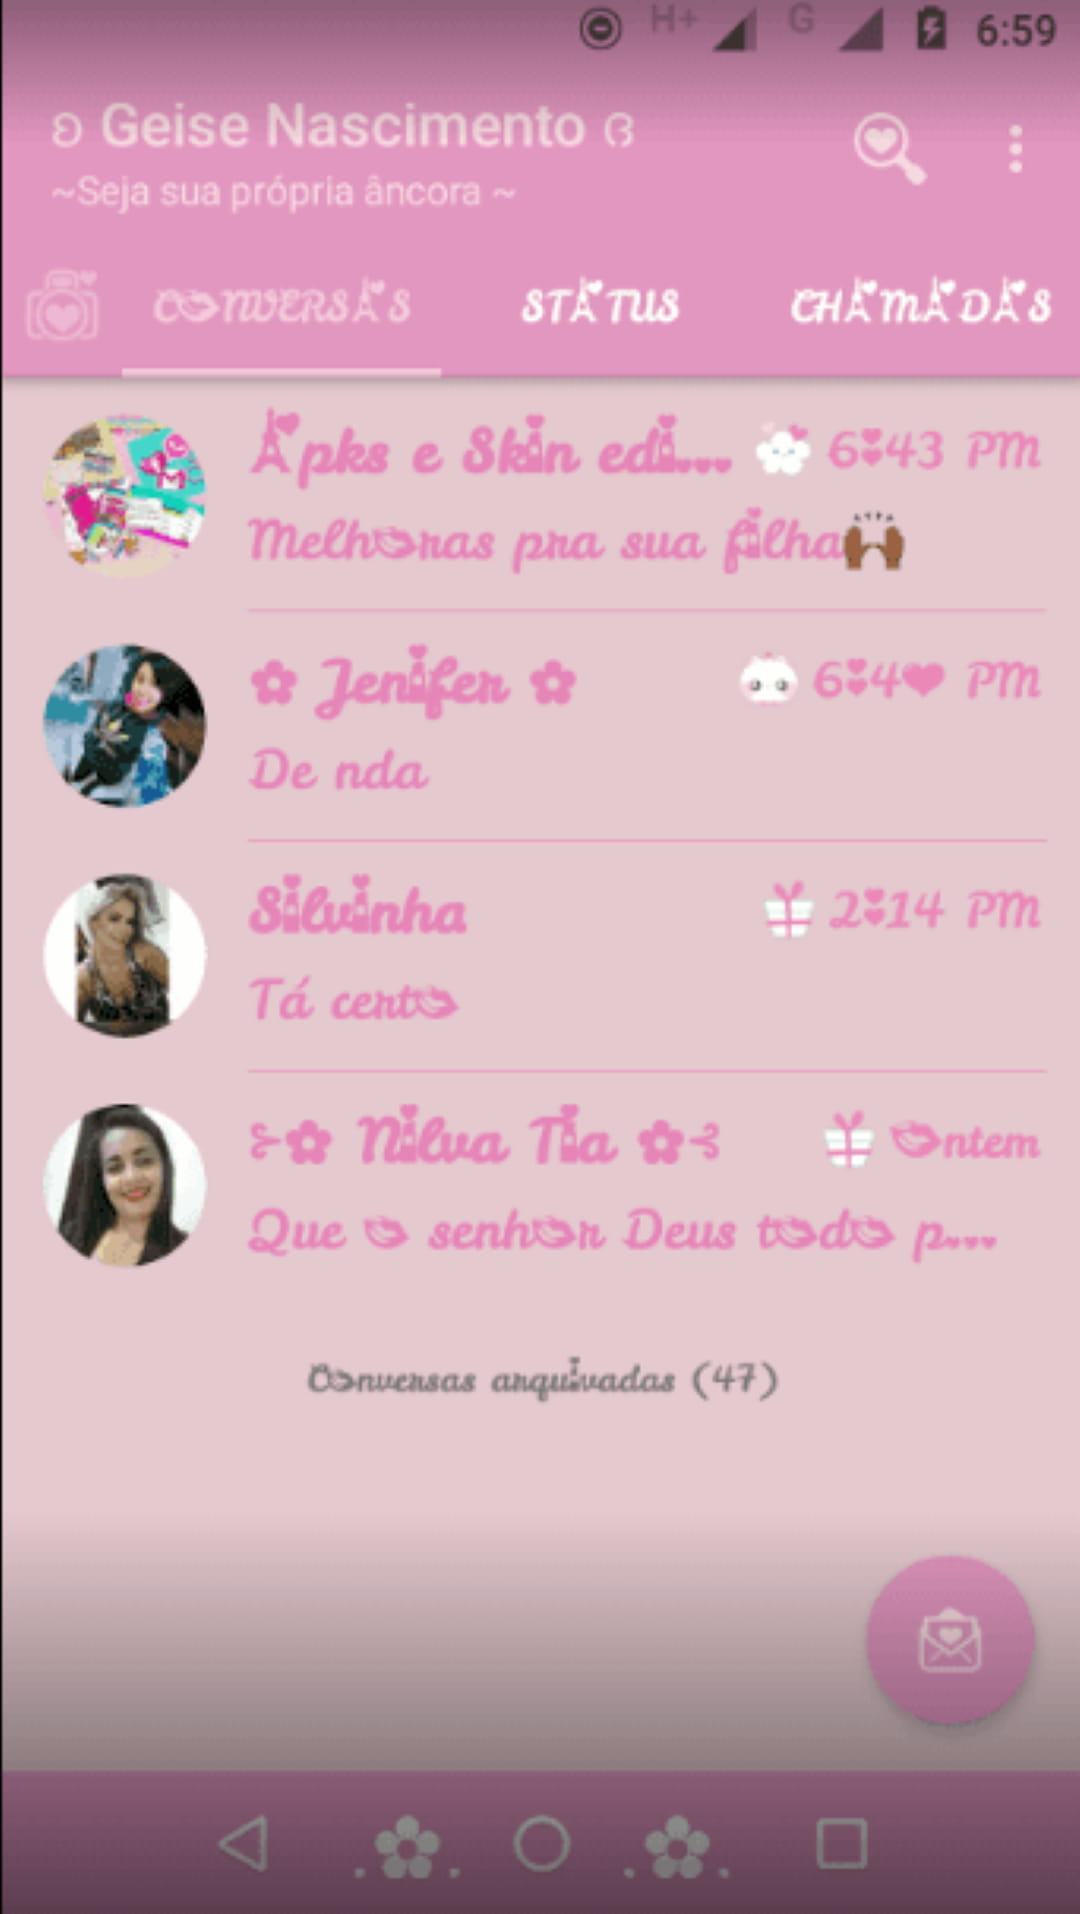 H+ G 6:59
ʚ Geise Nascimento ɞ
~Seja sua própria âncora ~
CONVERSAS STATUS CHAMADAS
Apks e Skin edi... 6:43 PM
Melhoras pra sua filha🙌🏾
✿ Jenifer ✿ 6:40 PM
De nda
Silvinha 2:14 PM
Tá certo
⊱✿ Nilva Tia ✿⊰ Ontem
Que o senhor Deus todo p...
Conversas arquivadas (47)